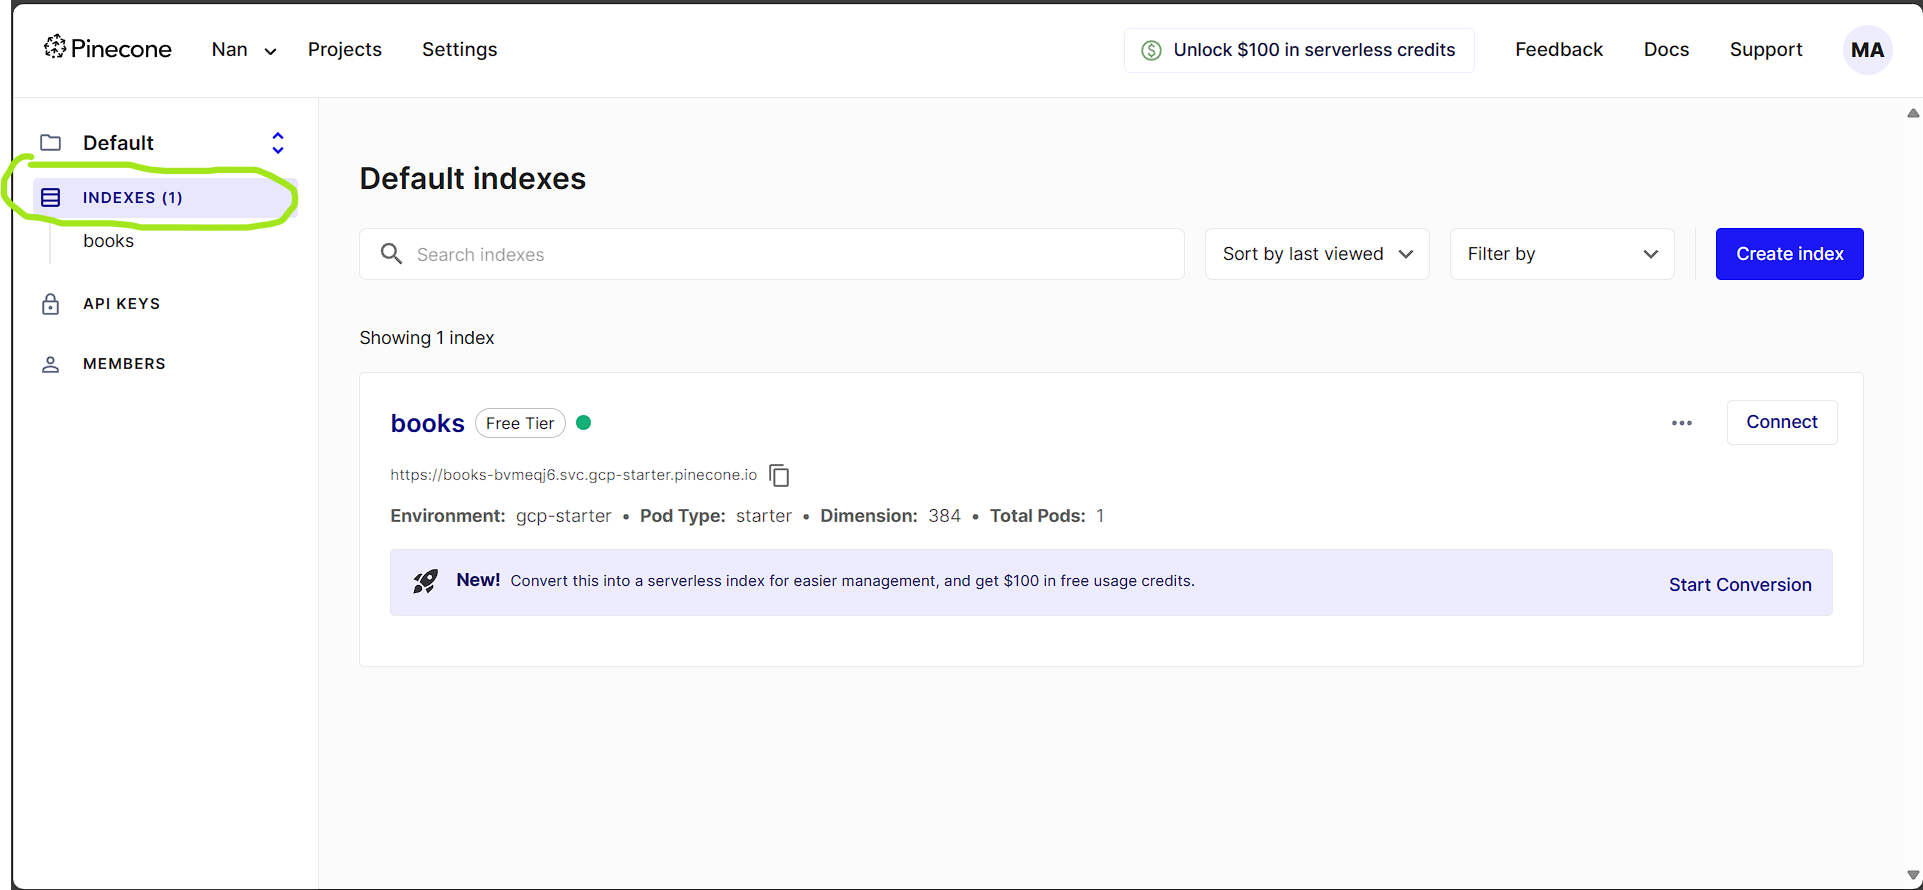 Pinecone Nan Projects Settings Unlock $100 in serverless credits Feedback Docs Support MA
Default
INDEXES (1)
books
API KEYS
MEMBERS
Default indexes
Search indexes Sort by last viewed Filter by Create index
Showing 1 index
books Free Tier Connect
https://books-bvmeqj6.svc.gcp-starter.pinecone.io
Environment: gcp-starter • Pod Type: starter • Dimension: 384 • Total Pods: 1
New! Convert this into a serverless index for easier management, and get $100 in free usage credits. Start Conversion